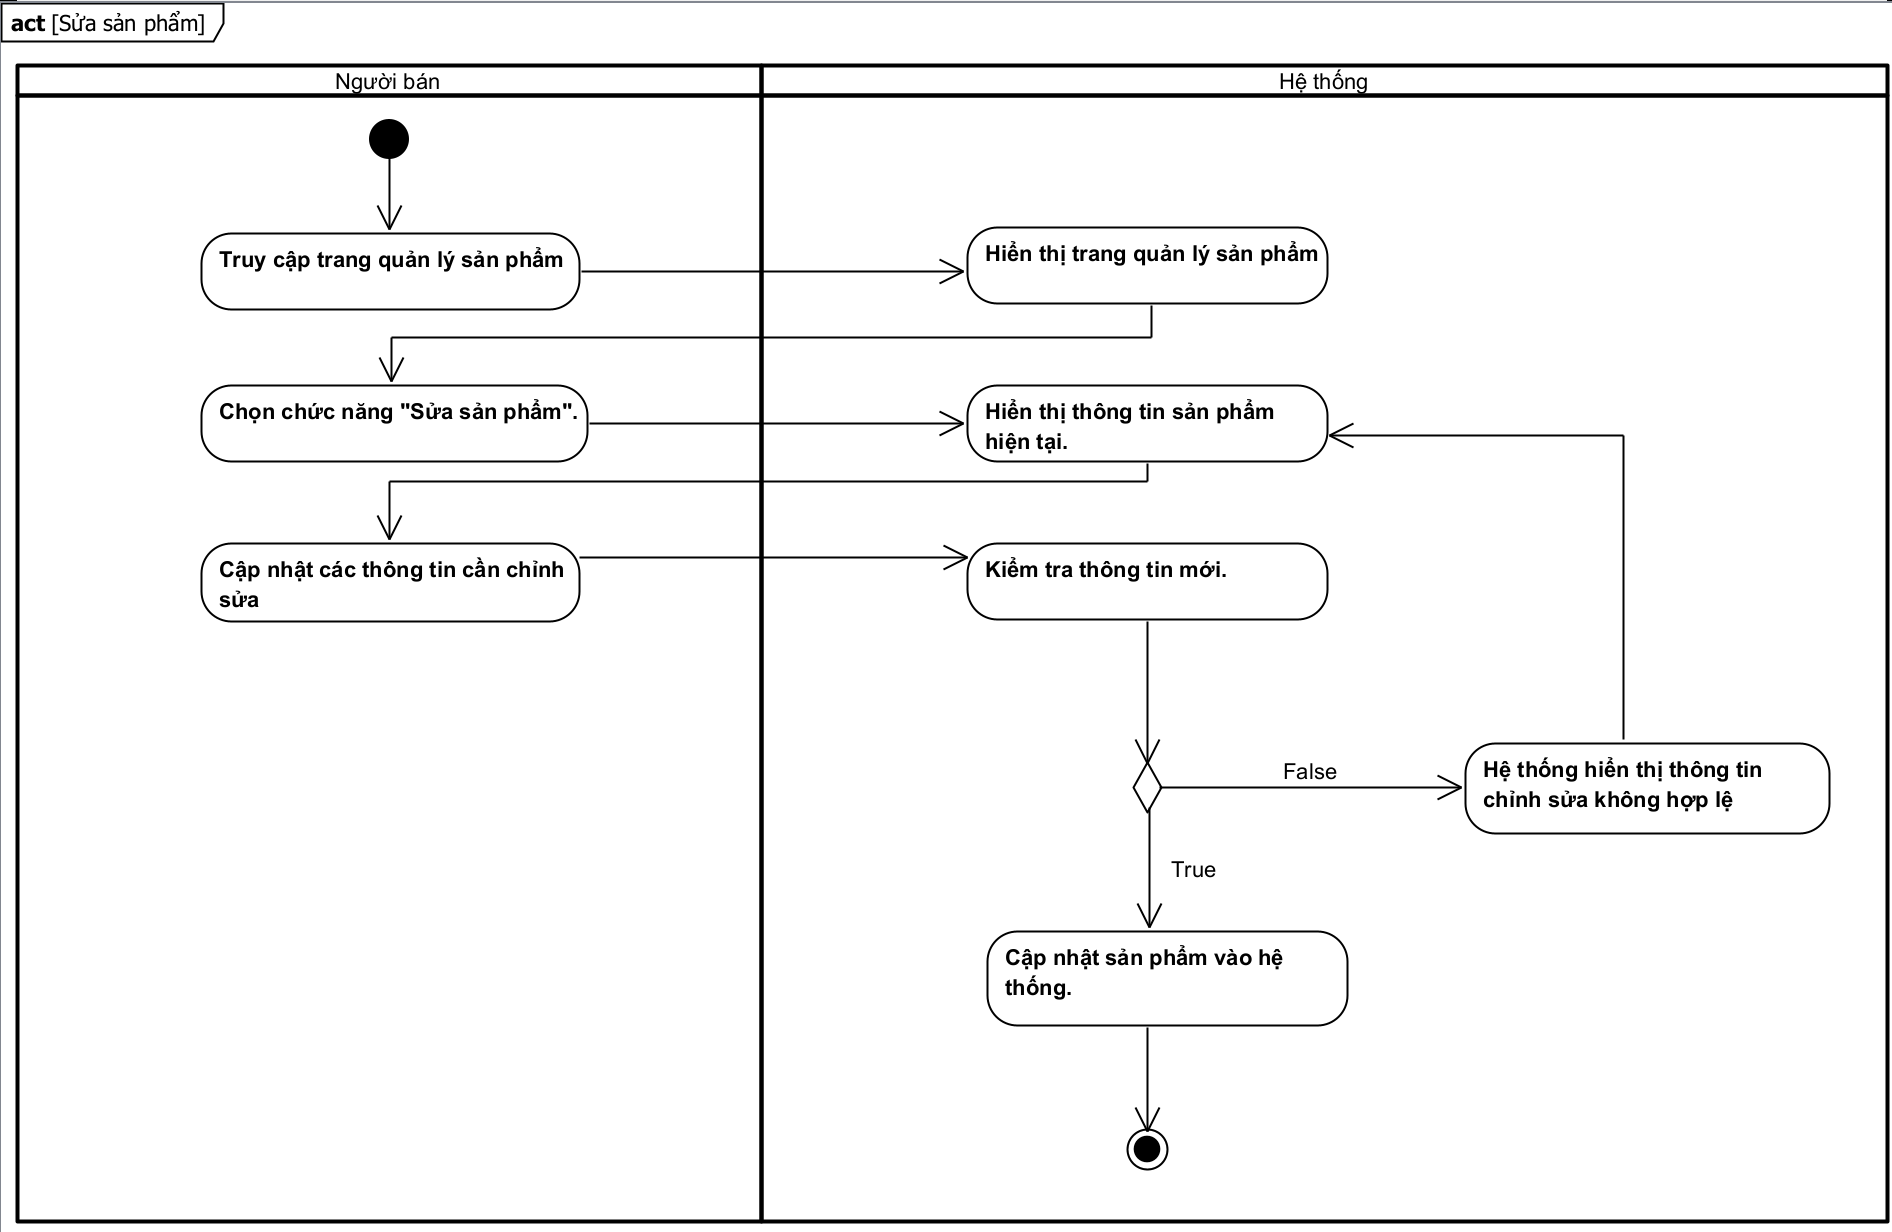 act [Sửa sản phẩm]
Người bán
Hệ thống
Truy cập trang quản lý sản phẩm
Hiển thị trang quản lý sản phẩm
Chọn chức năng "Sửa sản phẩm".
Hiển thị thông tin sản phẩm
hiện tại.
Cập nhật các thông tin cần chỉnh
sửa
Kiểm tra thông tin mới.
False
Hệ thống hiển thị thông tin
chỉnh sửa không hợp lệ
True
Cập nhật sản phẩm vào hệ
thống.